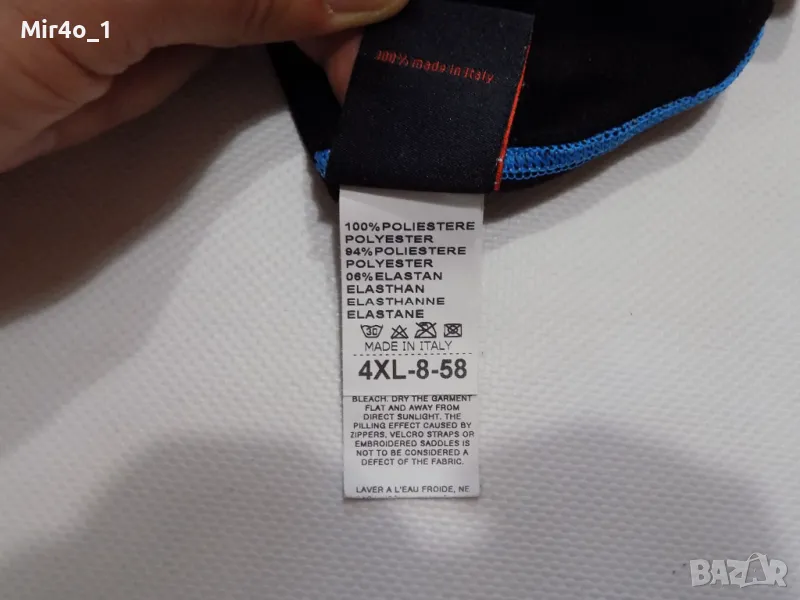 Mir4o_1
100% made in Italy
100%POLIESTERE
POLYESTER
94%POLIESTERE
POLYESTER
06%ELASTAN
ELASTHAN
ELASTHANNE
ELASTANE
30
MADE IN ITALY
4XL-8-58
BLEACH. DRY THE GARMENT
FLAT AND AWAY FROM
DIRECT SUNLIGHT. THE
PILLING EFFECT CAUSED BY
ZIPPERS, VELCRO STRAPS OR
EMBROIDERED SADDLES IS
NOT TO BE CONSIDERED A
DEFECT OF THE FABRIC.
LAVER A L'EAU FROIDE, NE
BAZAR